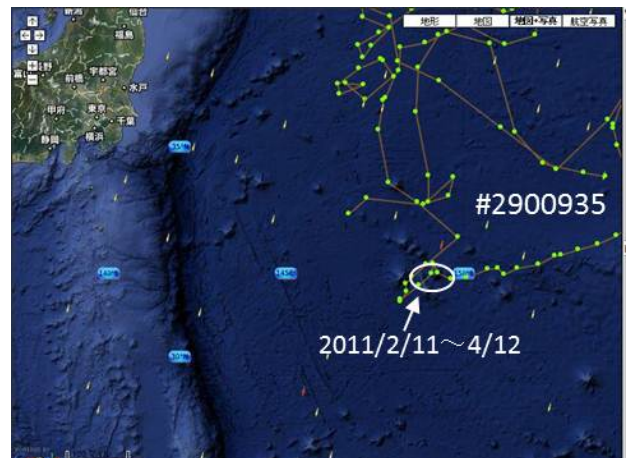 新潟
仙台
福島
地形 地図 地図+写真 航空写真
前橋 宇都宮
水戸
甲府 東京
千葉
静岡 横浜
#2900935
2011/2/11～4/12